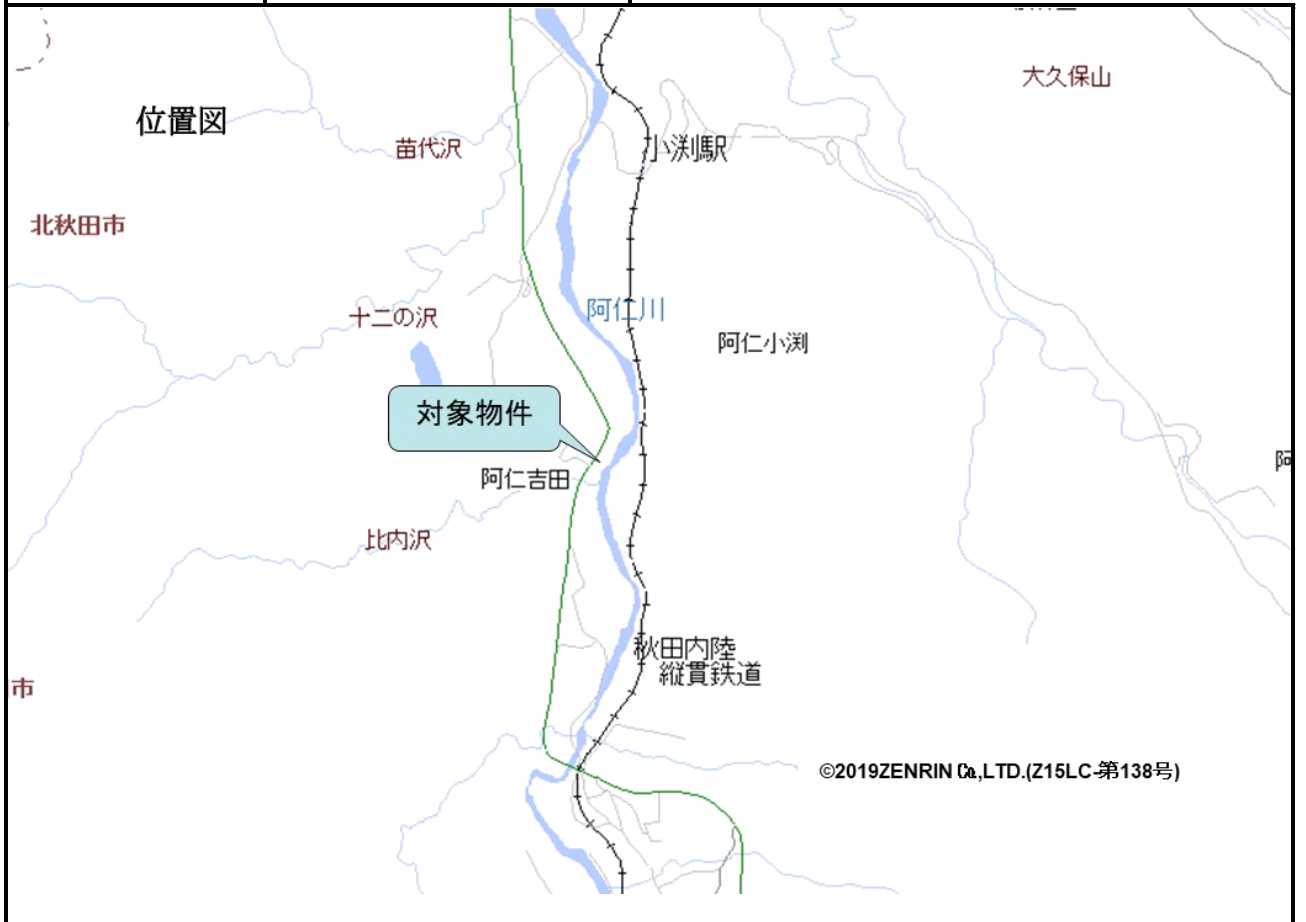 位置図
大久保山
苗代沢
小渕駅
北秋田市
阿仁川
十二の沢
阿仁小渕
対象物件
阿仁吉田
阿
比内沢
秋田内陸
縦貫鉄道
市
©2019ZENRIN Co,LTD.(Z15LC-第138号)